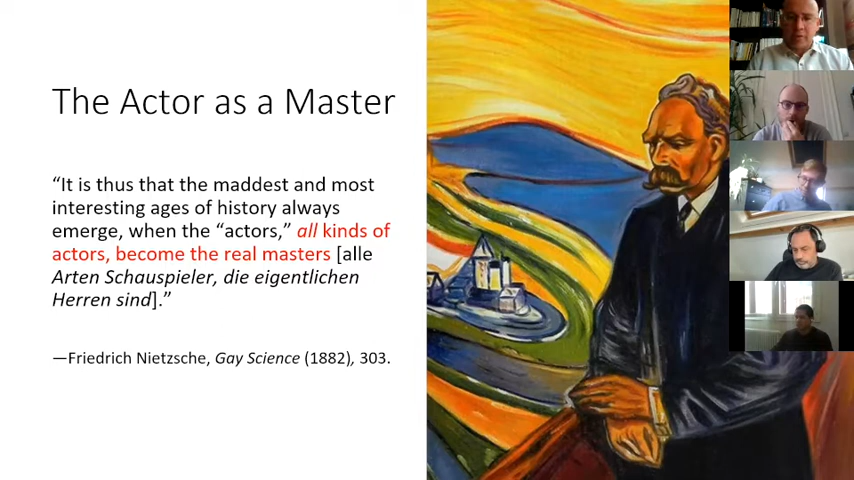 The Actor as a Master
“It is thus that the maddest and most
interesting ages of history always
emerge, when the “actors,” all kinds of
actors, become the real masters [alle
Arten Schauspieler, die eigentlichen
Herren sind].”
—Friedrich Nietzsche, Gay Science (1882), 303.